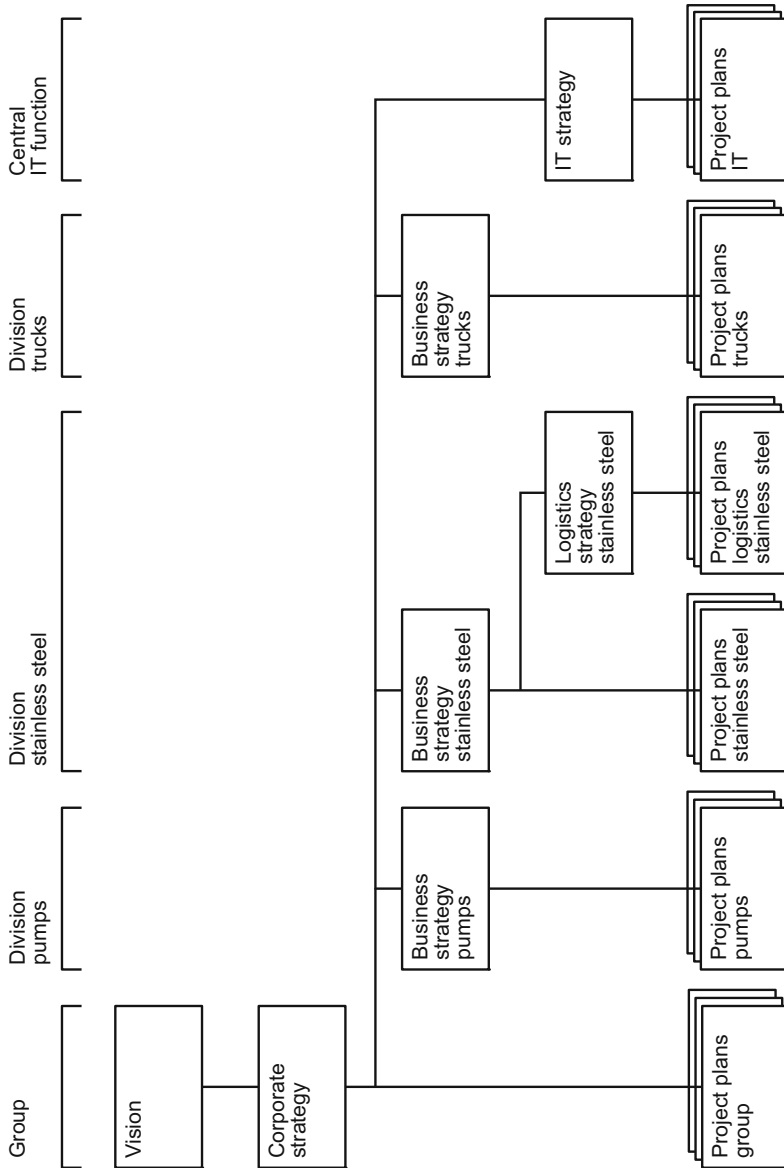 Group
Division
pumps
Division
stainless steel
Division
trucks
Central
IT function
Vision
Corporate
strategy
Business
strategy
pumps
Business
strategy
stainless steel
Business
strategy
trucks
Logistics
strategy
stainless steel
IT strategy
Project plans
group
Project plans
pumps
Project plans
stainless steel
Project plans
logistics
stainless steel
Project plans
trucks
Project plans
IT